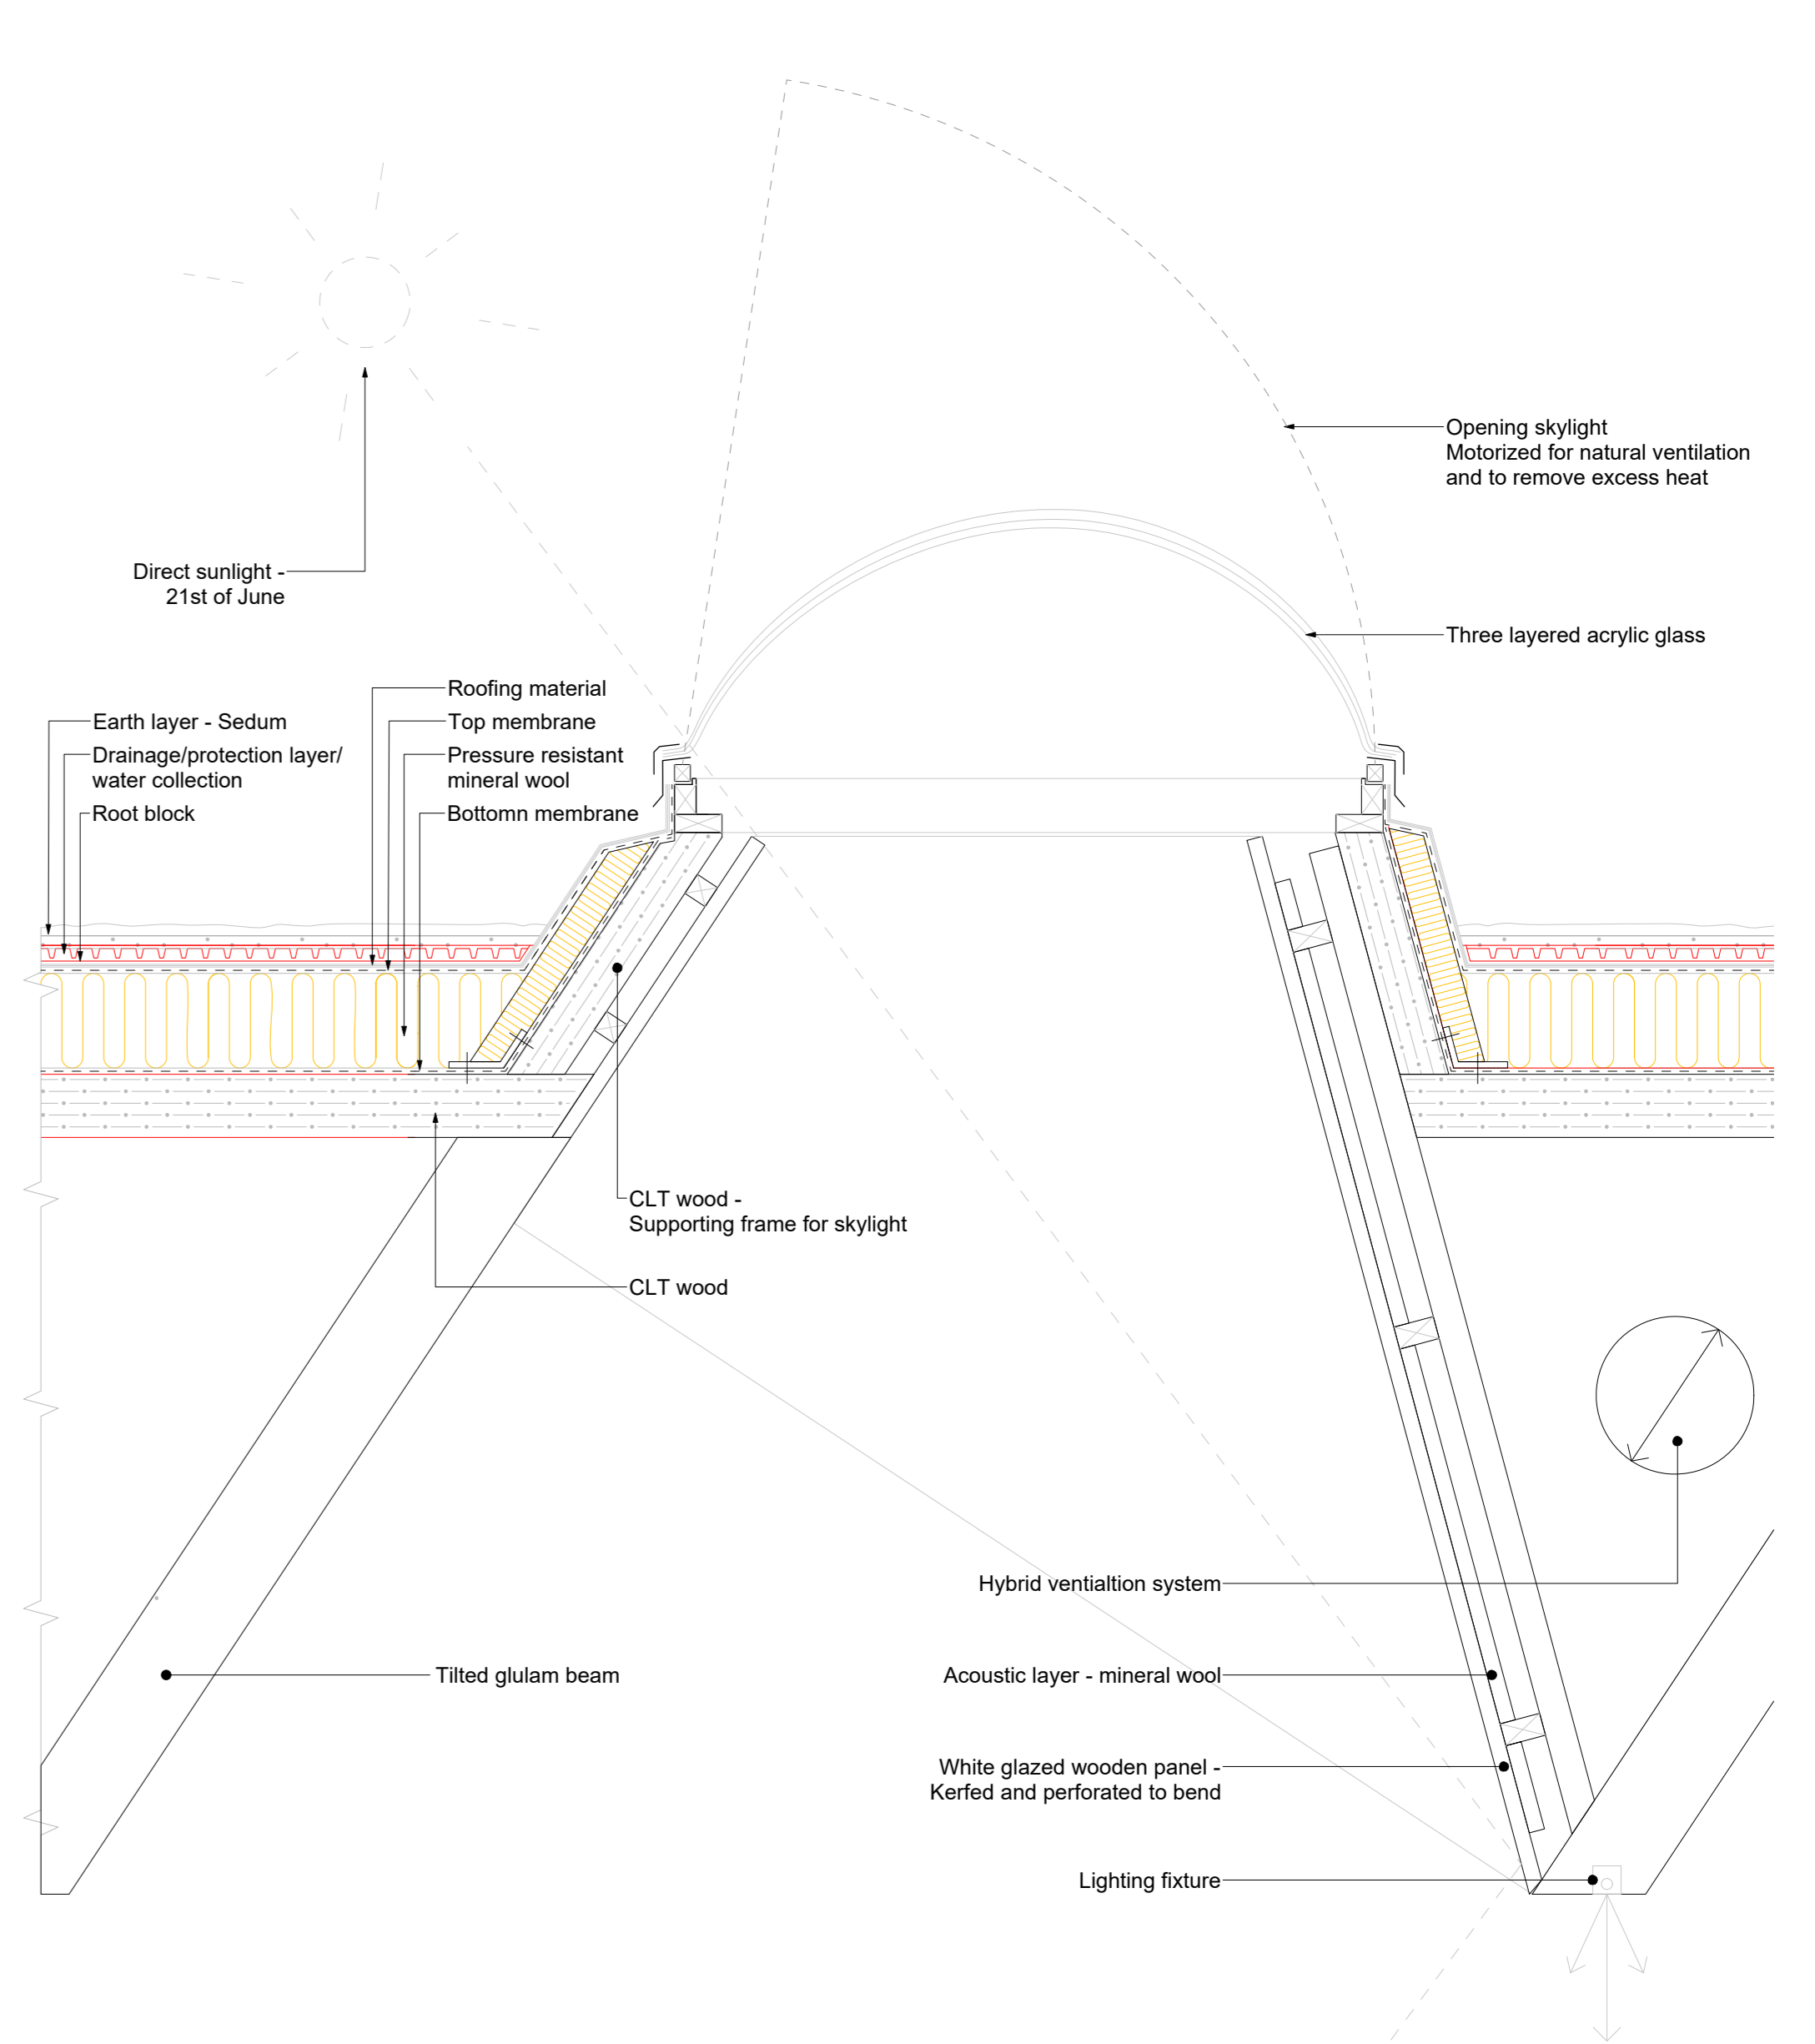 Opening skylight
Motorized for natural ventilation
and to remove excess heat
Direct sunlight -
21st of June
Three layered acrylic glass
Roofing material
Earth layer - Sedum
Top membrane
Drainage/protection layer/
water collection
Pressure resistant
mineral wool
Root block
Bottomn membrane
CLT wood -
Supporting frame for skylight
CLT wood
Hybrid ventialtion system
Tilted glulam beam
Acoustic layer - mineral wool
White glazed wooden panel -
Kerfed and perforated to bend
Lighting fixture